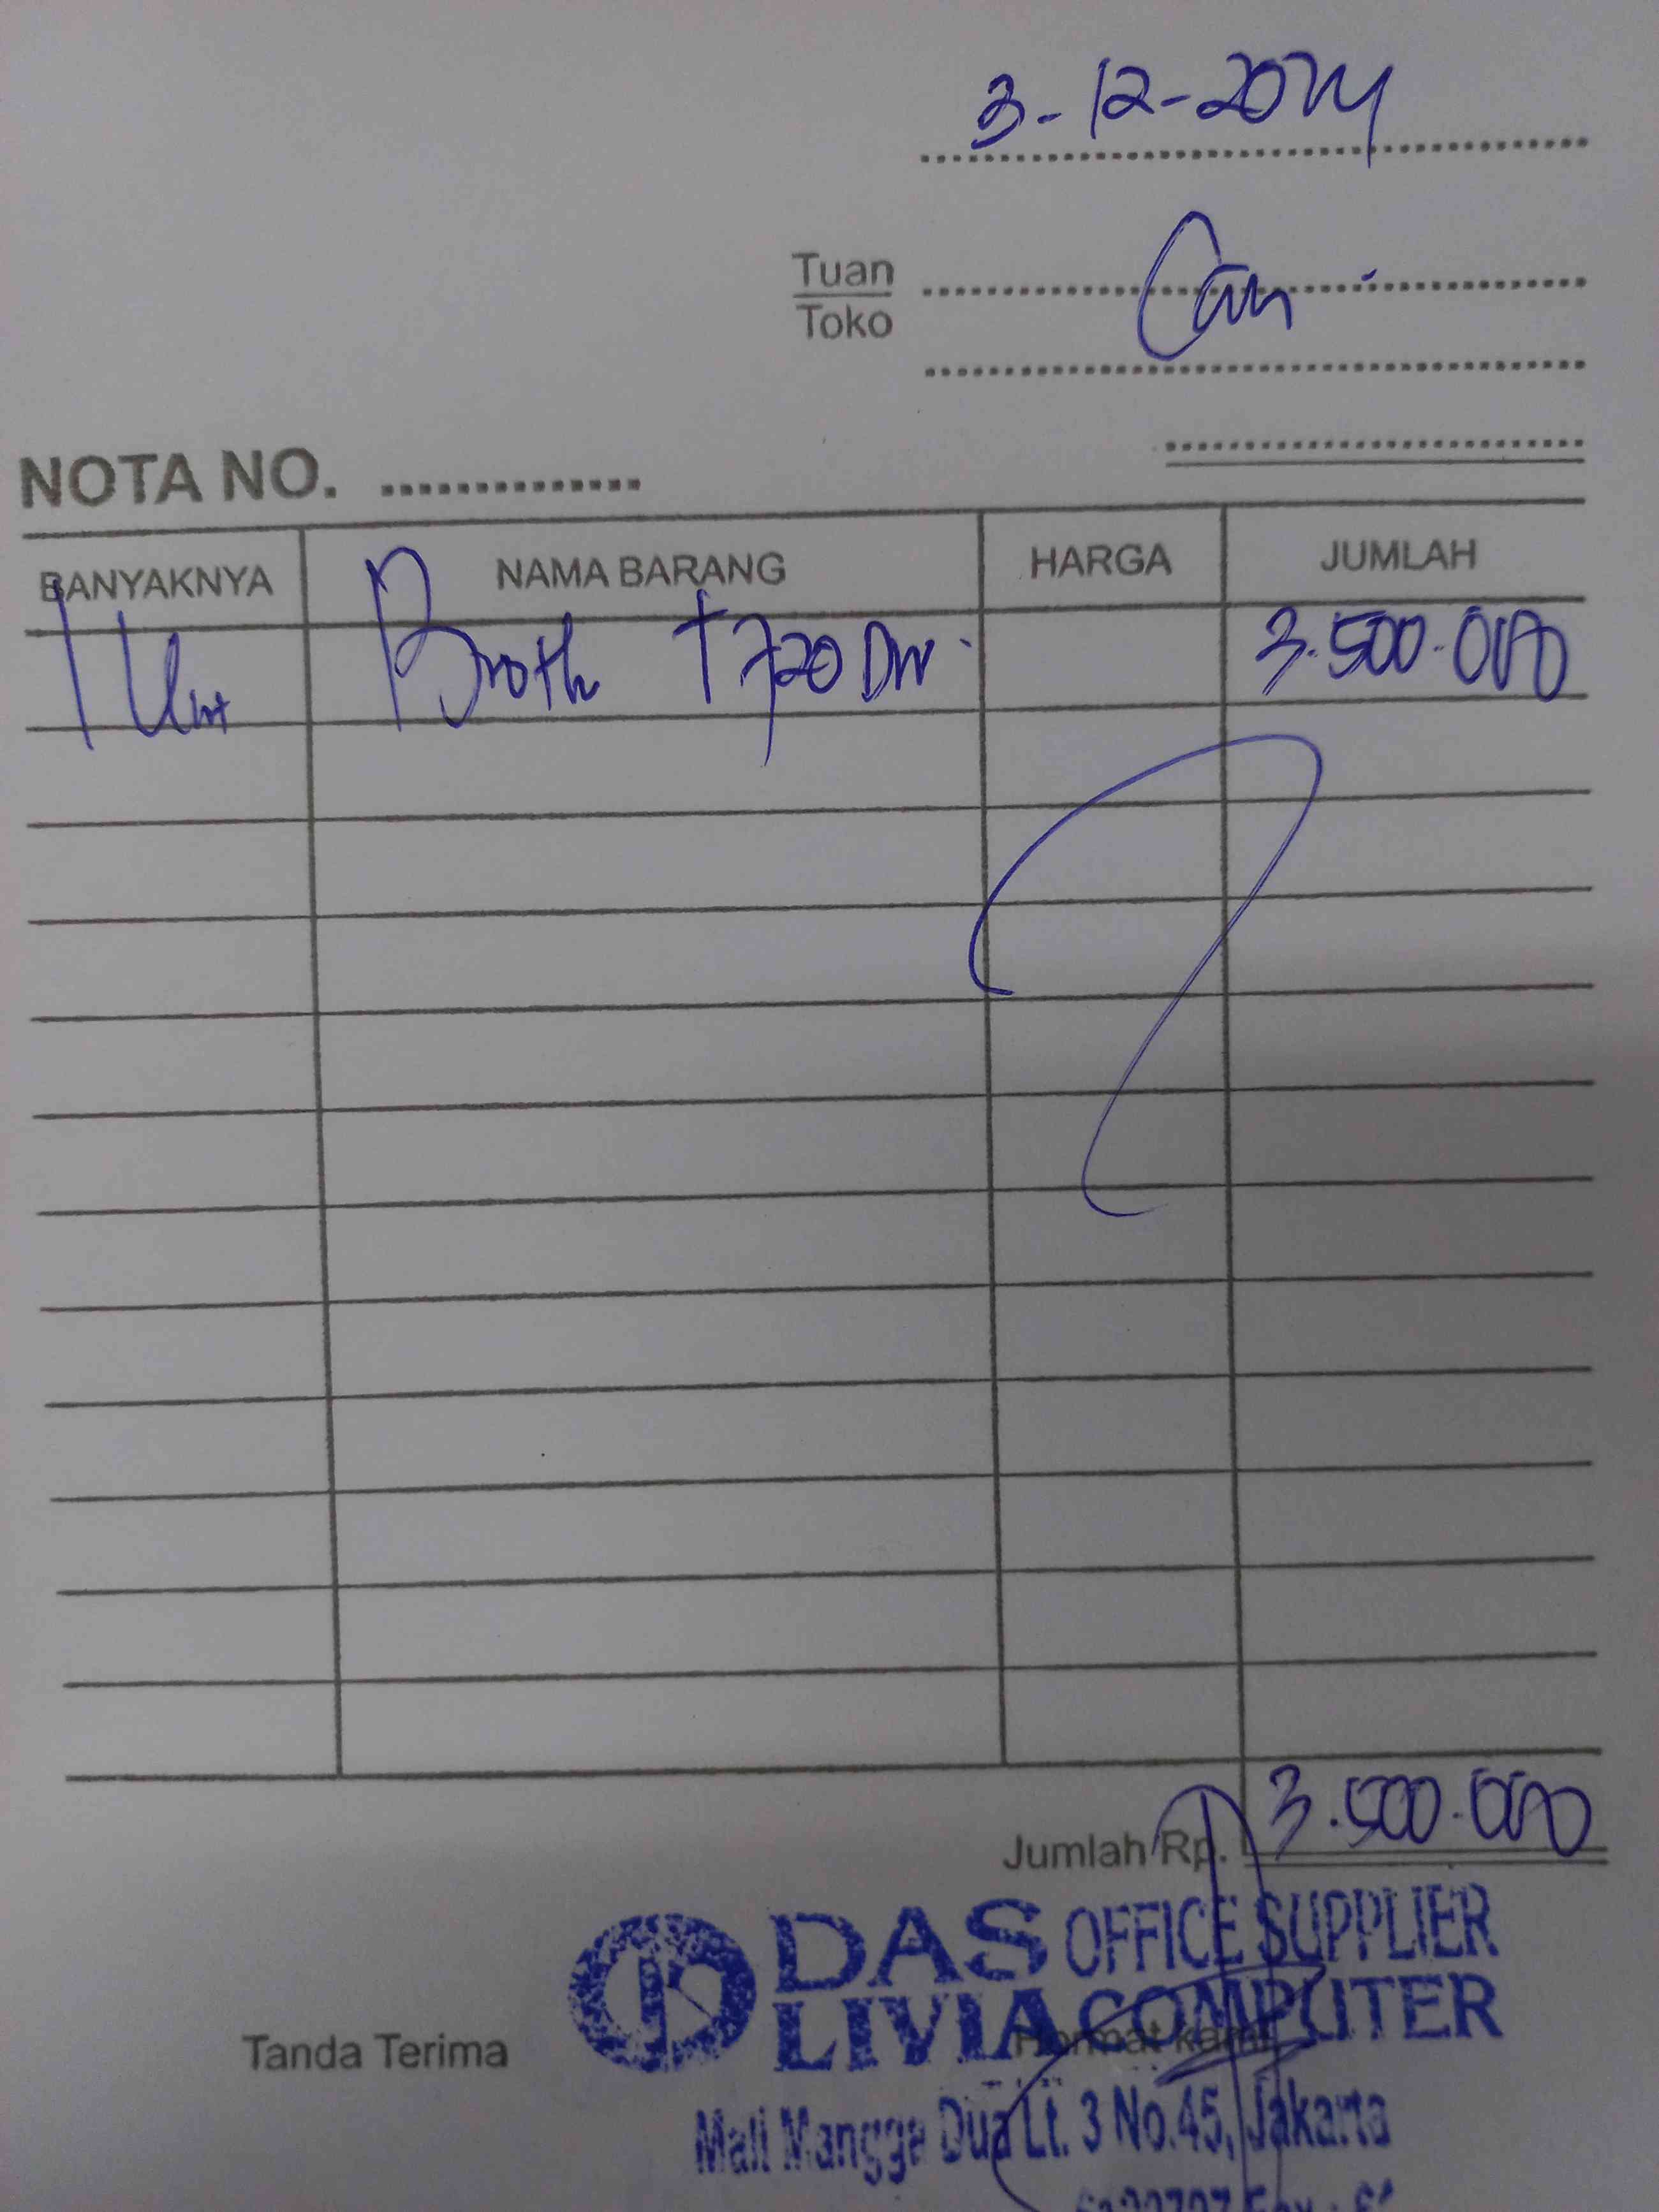 3-12-2024
Tuan
Toko
NOTA NO. ..............
BANYAKNYA NAMA BARANG HARGA JUMLAH
1 Unit Broth T720 DW 3.500.000
Jumlah Rp. 3.500.000
DAS OFFICE SUPPLIER
LIVIA COMPUTER
Tanda Terima Hormat kami
Mall Mangga Dua Lt. 3 No.45, Jakarta